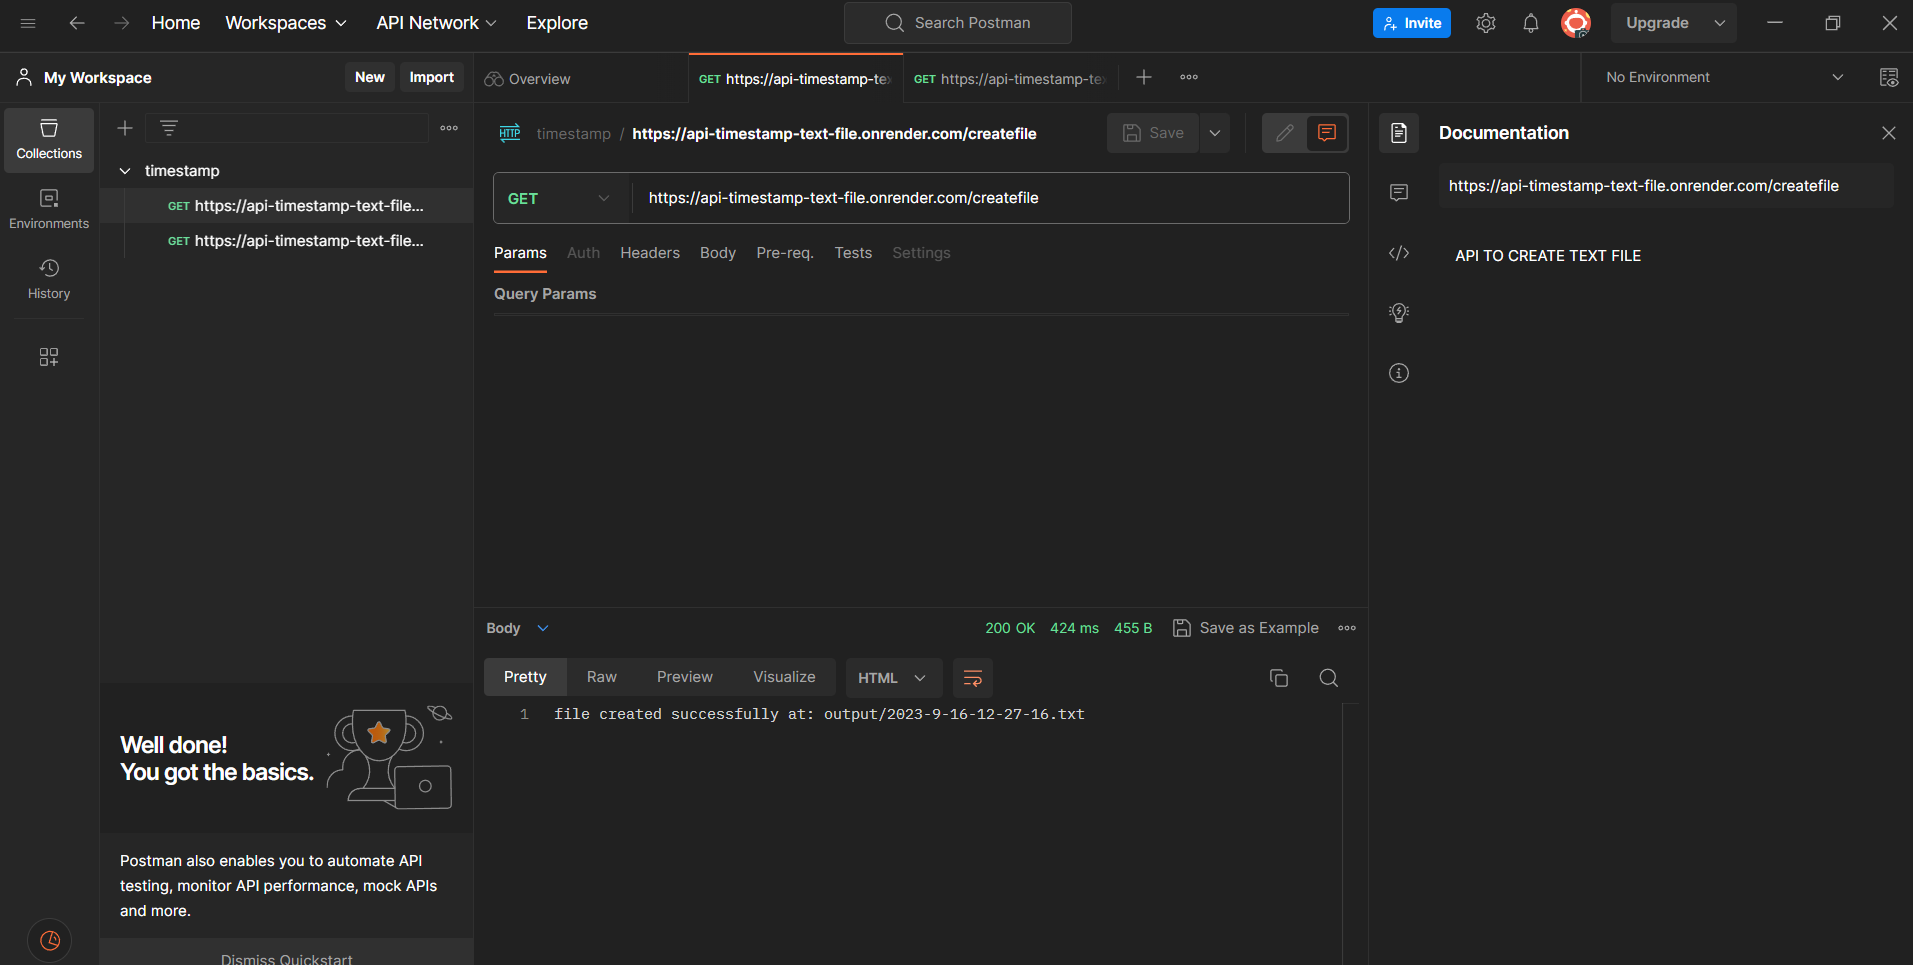 Home Workspaces API Network Explore Search Postman Invite Upgrade
My Workspace New Import
Overview GET https://api-timestamp-te GET https://api-timestamp-te No Environment
Collections
Environments
History
timestamp
GET https://api-timestamp-text-file...
GET https://api-timestamp-text-file...
Well done!
You got the basics.
Postman also enables you to automate API
testing, monitor API performance, mock APIs
and more.
Dismiss Quickstart
HTTP timestamp / https://api-timestamp-text-file.onrender.com/createfile Save
GET https://api-timestamp-text-file.onrender.com/createfile
Params Auth Headers Body Pre-req. Tests Settings
Query Params
Body 200 OK 424 ms 455 B Save as Example
Pretty Raw Preview Visualize HTML
1 file created successfully at: output/2023-9-16-12-27-16.txt
Documentation
https://api-timestamp-text-file.onrender.com/createfile
API TO CREATE TEXT FILE